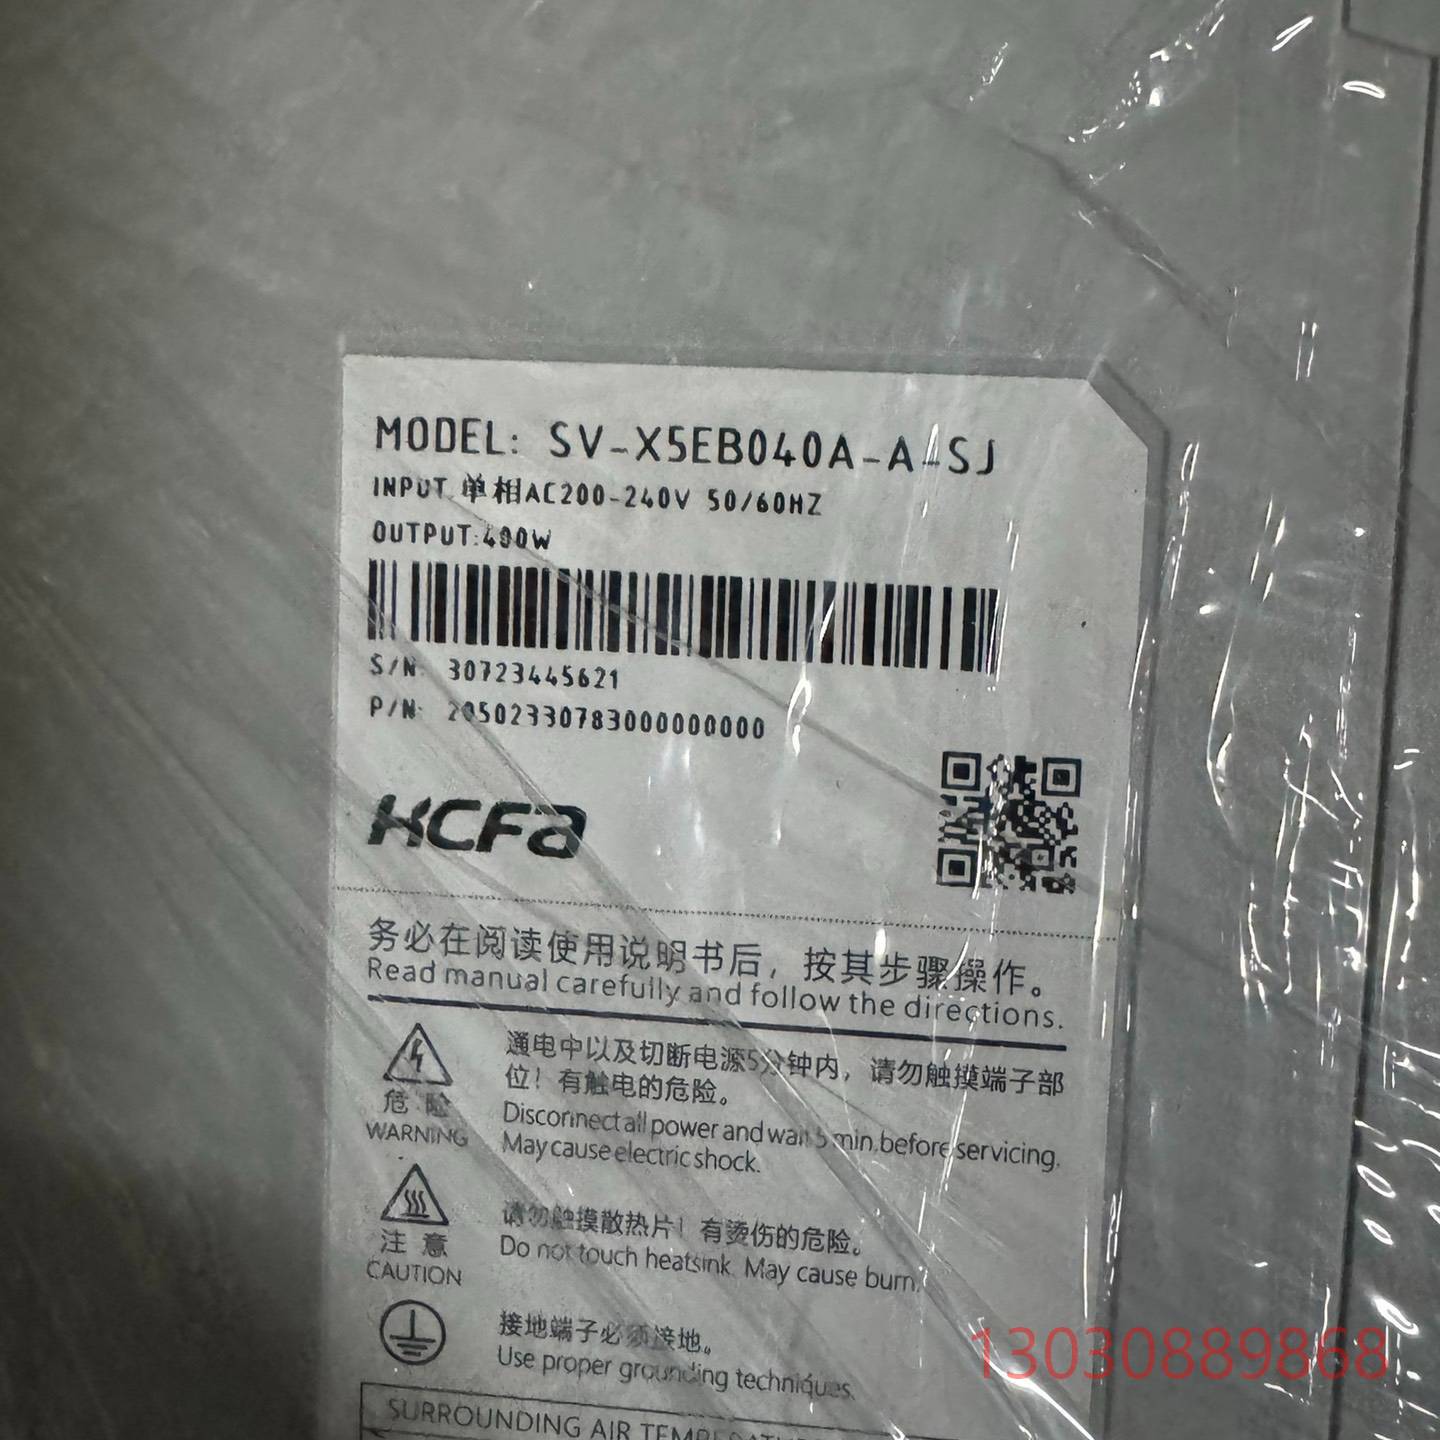 MODEL: SV-X5EB040A-A-SJ
INPUT 单相AC200-240V 50/60HZ
OUTPUT:400W
S/N: 30723445621
P/N: 20502330783000000000
HCFa
务必在阅读使用说明书后，按其步骤操作。
Read manual carefully and follow the directions.
通电中以及切断电源5分钟内，请勿触摸端子部
位！有触电的危险。
危 险
WARNING
Disconnect all power and wait 5 min.before servicing.
May cause electric shock.
请勿触摸散热片！有烫伤的危险。
注 意
CAUTION
Do not touch heatsink. May cause burn.
接地端子必须接地。
Use proper grounding techniques.
13030889868
SURROUNDING AIR TEMPERATURE